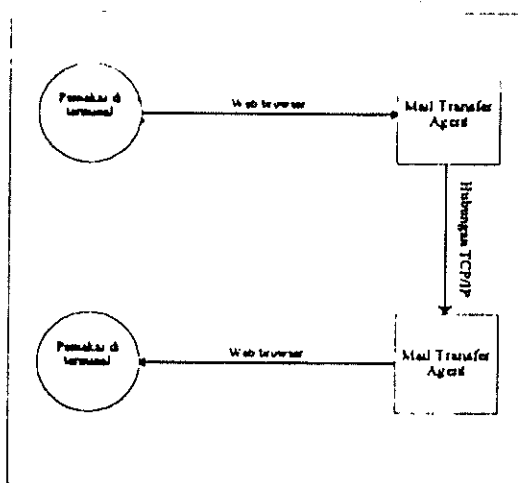 Pemakai di
terminal
Web browser
Mail Transfer
Agent
Hubungan TCP/IP
Pemakai di
terminal
Web browser
Mail Transfer
Agent